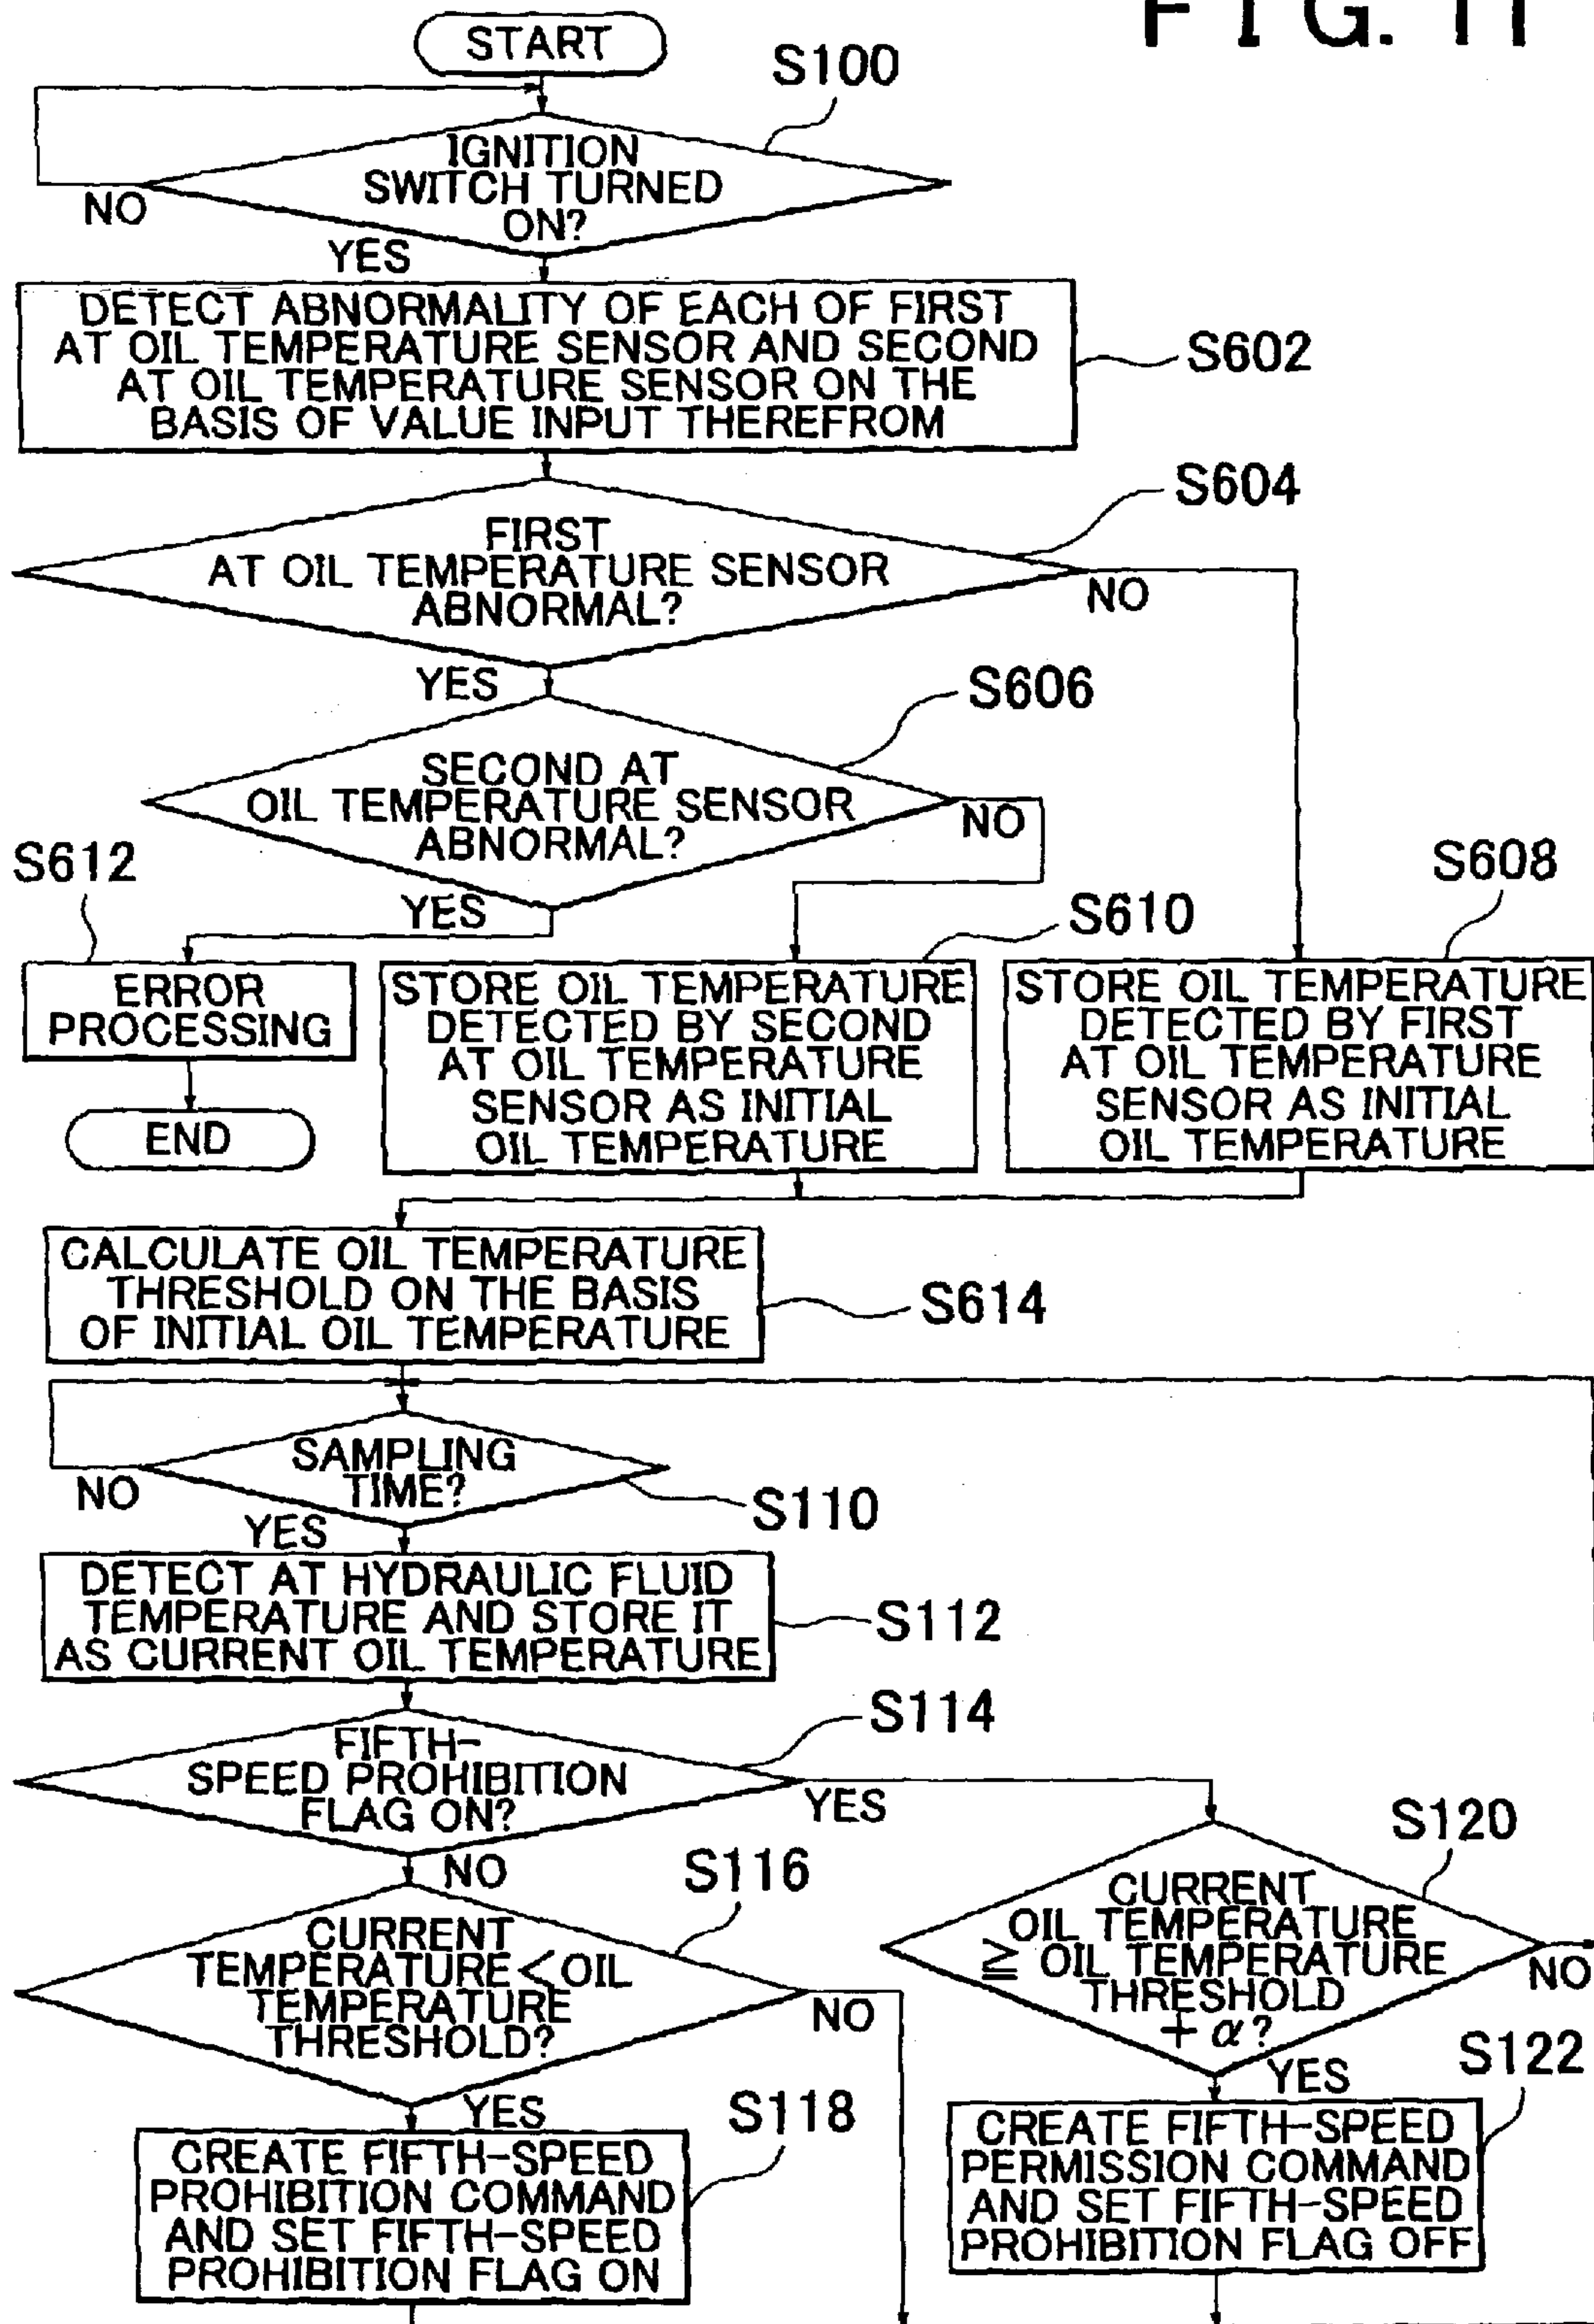 FIG. 11
START
S100
IGNITION
SWITCH TURNED
ON?
NO
YES
DETECT ABNORMALITY OF EACH OF FIRST
AT OIL TEMPERATURE SENSOR AND SECOND
AT OIL TEMPERATURE SENSOR ON THE
BASIS OF VALUE INPUT THEREFROM
S602
S604
FIRST
AT OIL TEMPERATURE SENSOR
ABNORMAL?
NO
YES
S606
SECOND AT
OIL TEMPERATURE SENSOR
ABNORMAL?
NO
YES
S612
ERROR
PROCESSING
END
S610
STORE OIL TEMPERATURE
DETECTED BY SECOND
AT OIL TEMPERATURE
SENSOR AS INITIAL
OIL TEMPERATURE
S608
STORE OIL TEMPERATURE
DETECTED BY FIRST
AT OIL TEMPERATURE
SENSOR AS INITIAL
OIL TEMPERATURE
CALCULATE OIL TEMPERATURE
THRESHOLD ON THE BASIS
OF INITIAL OIL TEMPERATURE
S614
SAMPLING
TIME?
NO
S110
YES
DETECT AT HYDRAULIC FLUID
TEMPERATURE AND STORE IT
AS CURRENT OIL TEMPERATURE
S112
S114
FIFTH-
SPEED PROHIBITION
FLAG ON?
YES
NO
S116
CURRENT
TEMPERATURE<OIL
TEMPERATURE
THRESHOLD?
NO
YES
S118
CREATE FIFTH-SPEED
PROHIBITION COMMAND
AND SET FIFTH-SPEED
PROHIBITION FLAG ON
S120
CURRENT
OIL TEMPERATURE
≧ OIL TEMPERATURE
THRESHOLD
+ α?
NO
YES
S122
CREATE FIFTH-SPEED
PERMISSION COMMAND
AND SET FIFTH-SPEED
PROHIBITION FLAG OFF